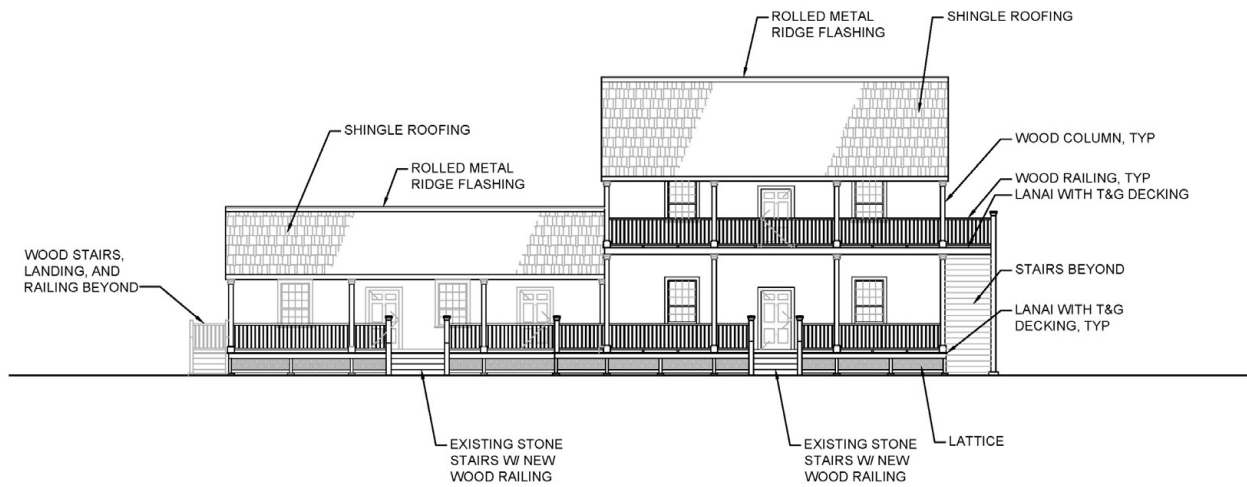 ROLLED METAL
RIDGE FLASHING
SHINGLE ROOFING
SHINGLE ROOFING
WOOD COLUMN, TYP
ROLLED METAL
RIDGE FLASHING
WOOD RAILING, TYP
LANAI WITH T&G DECKING
WOOD STAIRS,
LANDING, AND
RAILING BEYOND
STAIRS BEYOND
LANAI WITH T&G
DECKING, TYP
EXISTING STONE
STAIRS W/ NEW
WOOD RAILING
EXISTING STONE
STAIRS W/ NEW
WOOD RAILING
LATTICE